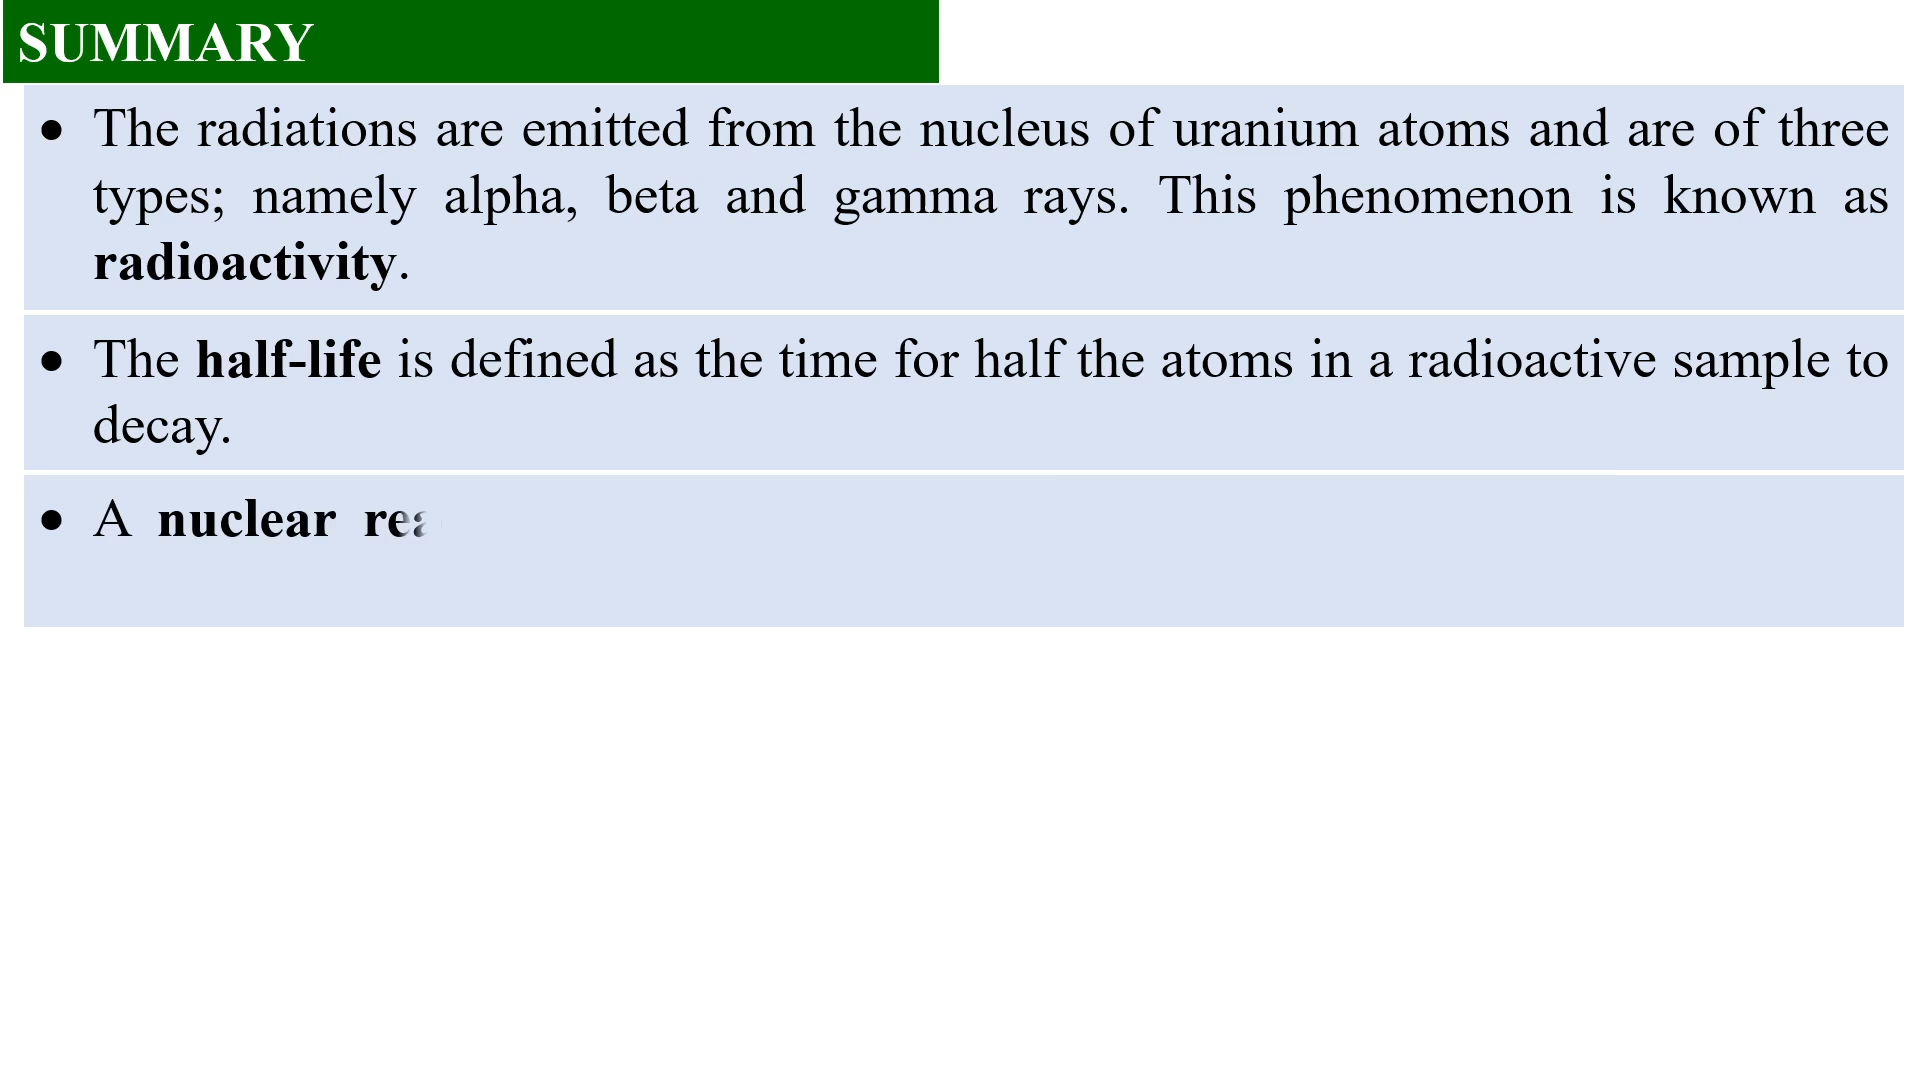 SUMMARY
• The radiations are emitted from the nucleus of uranium atoms and are of three
types; namely alpha, beta and gamma rays. This phenomenon is known as
radioactivity.
• The half-life is defined as the time for half the atoms in a radioactive sample to
decay.
• A nuclear